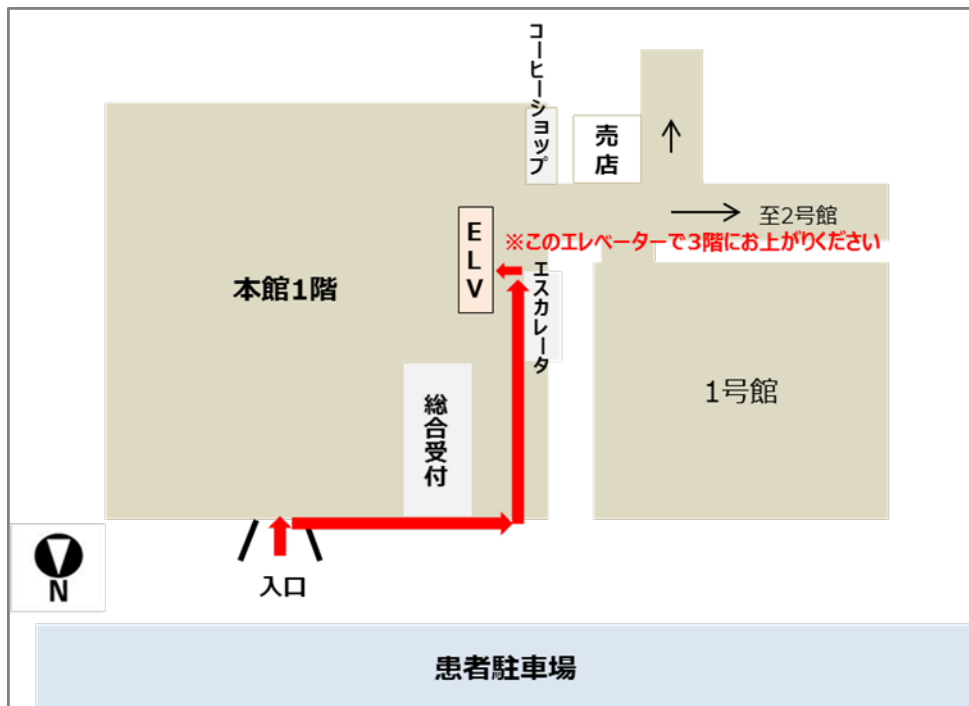 コーヒーショップ
売店
至2号館
ELV
※このエレベーターで3階にお上がりください
本館1階
エスカレータ
1号館
総合受付
入口
N
患者駐車場